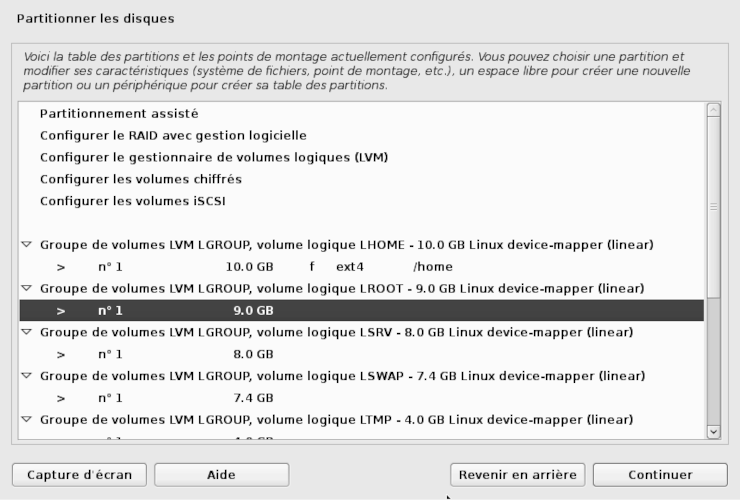 Partitionner les disques
Voici la table des partitions et les points de montage actuellement configurés. Vous pouvez choisir une partition et
modifier ses caractéristiques (système de fichiers, point de montage, etc.), un espace libre pour créer une nouvelle
partition ou un périphérique pour créer sa table des partitions.
Partitionnement assisté
Configurer le RAID avec gestion logicielle
Configurer le gestionnaire de volumes logiques (LVM)
Configurer les volumes chiffrés
Configurer les volumes iSCSI
Groupe de volumes LVM LGROUP, volume logique LHOME - 10.0 GB Linux device-mapper (linear)
> n° 1 10.0 GB f ext4 /home
Groupe de volumes LVM LGROUP, volume logique LROOT - 9.0 GB Linux device-mapper (linear)
> n° 1 9.0 GB
Groupe de volumes LVM LGROUP, volume logique LSRV - 8.0 GB Linux device-mapper (linear)
> n° 1 8.0 GB
Groupe de volumes LVM LGROUP, volume logique LSWAP - 7.4 GB Linux device-mapper (linear)
> n° 1 7.4 GB
Groupe de volumes LVM LGROUP, volume logique LTMP - 4.0 GB Linux device-mapper (linear)
Capture d'écran Aide Revenir en arrière Continuer